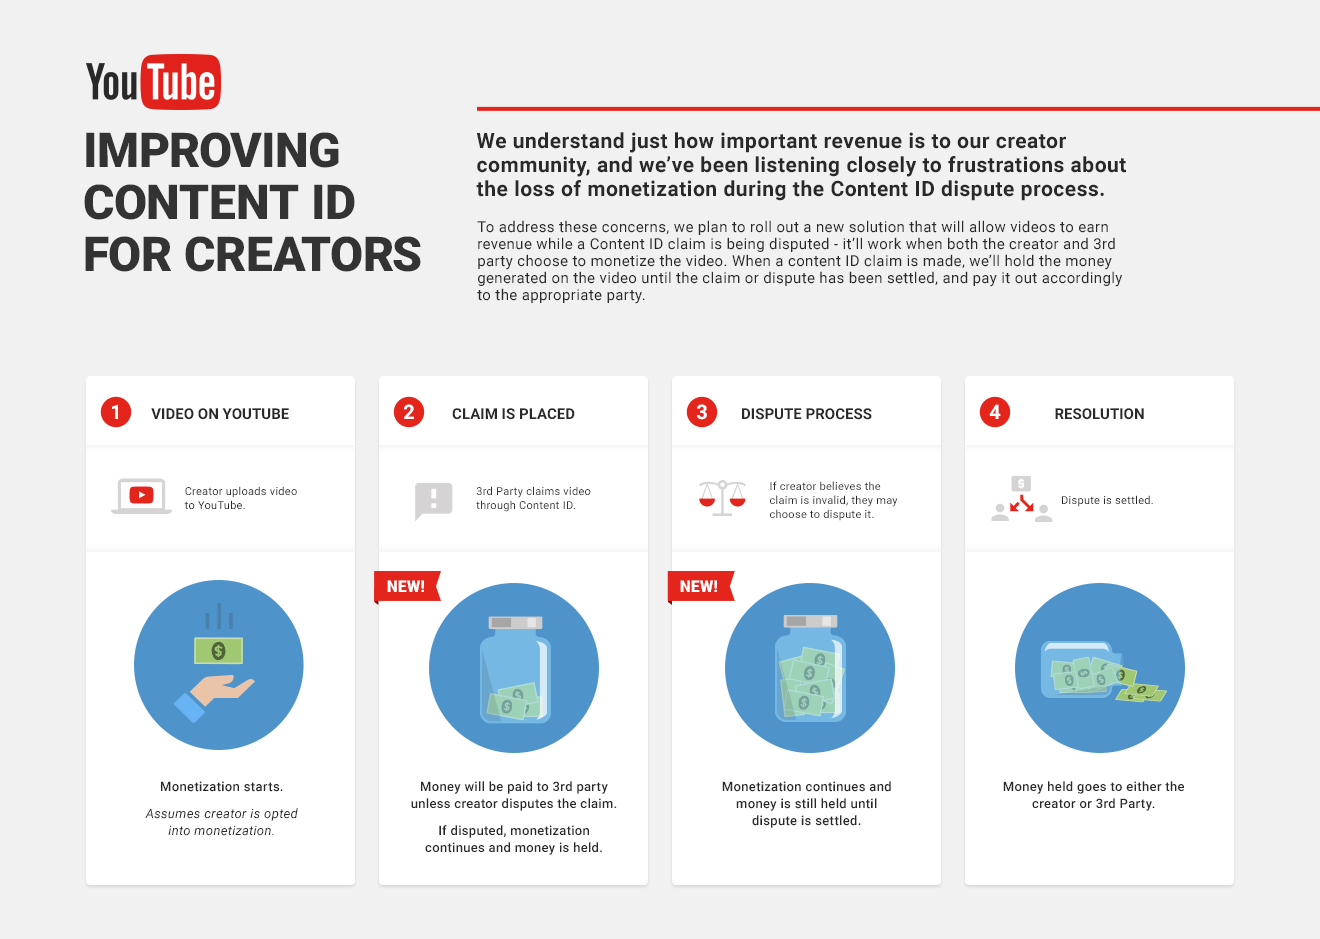 YouTube
IMPROVING
CONTENT ID
FOR CREATORS
We understand just how important revenue is to our creator
community, and we’ve been listening closely to frustrations about
the loss of monetization during the Content ID dispute process.
To address these concerns, we plan to roll out a new solution that will allow videos to earn
revenue while a Content ID claim is being disputed - it’ll work when both the creator and 3rd
party choose to monetize the video. When a content ID claim is made, we’ll hold the money
generated on the video until the claim or dispute has been settled, and pay it out accordingly
to the appropriate party.
1 VIDEO ON YOUTUBE
Creator uploads video
to YouTube.
$
Monetization starts.
Assumes creator is opted
into monetization.
2 CLAIM IS PLACED
3rd Party claims video
through Content ID.
NEW!
$
$
Money will be paid to 3rd party
unless creator disputes the claim.
If disputed, monetization
continues and money is held.
3 DISPUTE PROCESS
If creator believes the
claim is invalid, they may
choose to dispute it.
NEW!
$
$
$
$
Monetization continues and
money is still held until
dispute is settled.
4 RESOLUTION
$
Dispute is settled.
$ $ $ $
$ $ $
Money held goes to either the
creator or 3rd Party.